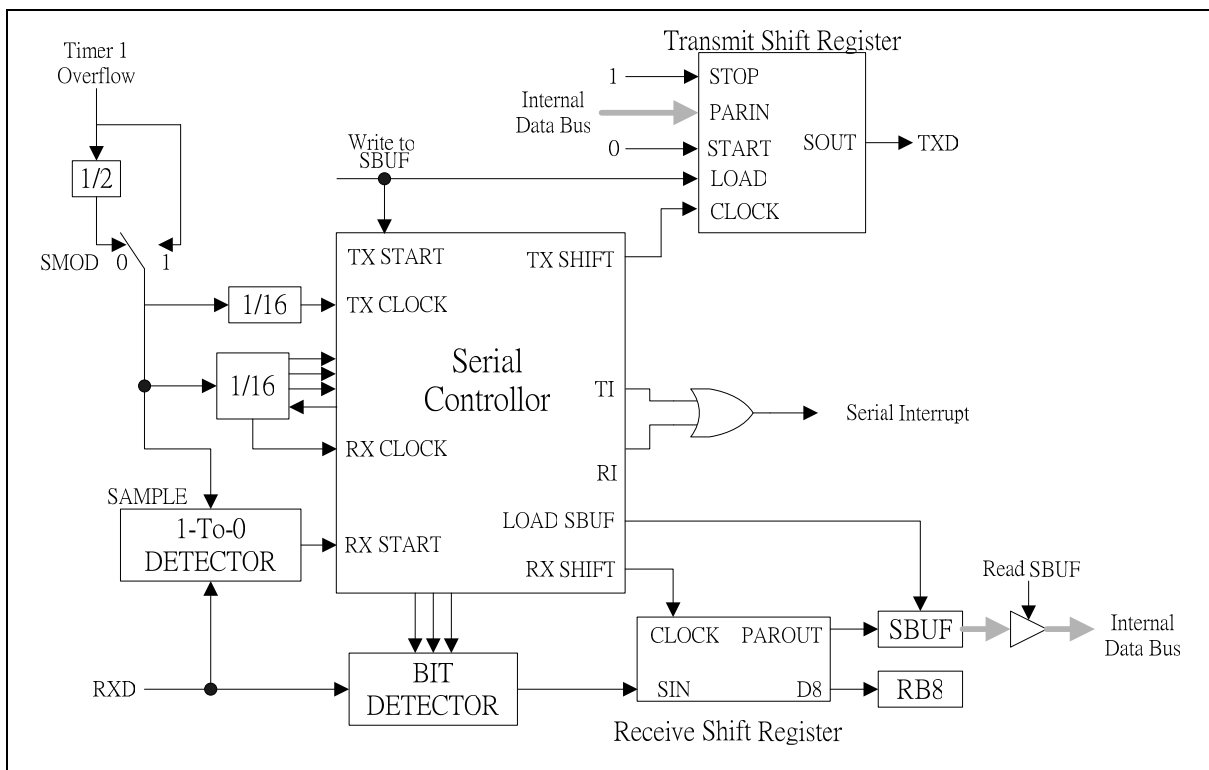 Timer 1
Overflow
1/2
SMOD 0 1
Write to
SBUF
Transmit Shift Register
1
STOP
Internal
Data Bus
PARIN
0
START
SOUT
TXD
LOAD
CLOCK
TX START
TX SHIFT
1/16
TX CLOCK
1/16
Serial
Controllor
TI
Serial Interrupt
RX CLOCK
RI
SAMPLE
1-To-0
DETECTOR
RX START
LOAD SBUF
RX SHIFT
Read SBUF
CLOCK
PAROUT
SBUF
Internal
Data Bus
RXD
BIT
DETECTOR
SIN
D8
RB8
Receive Shift Register